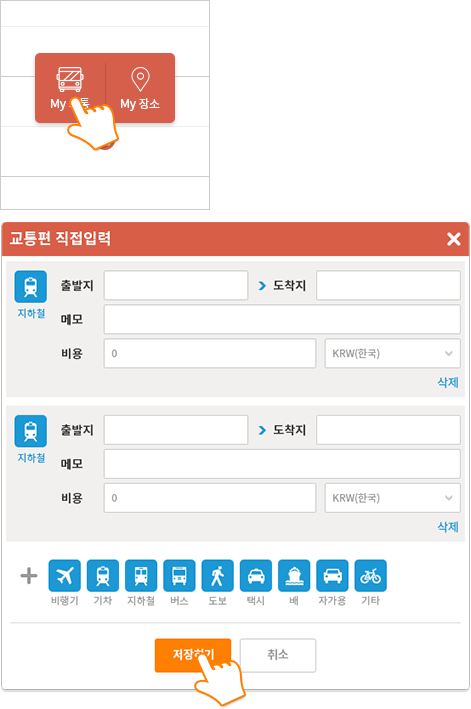 My 교통 My 장소
교통편 직접입력
출발지 도착지
지하철
메모
비용 0 KRW(한국)
삭제
출발지 도착지
지하철
메모
비용 0 KRW(한국)
삭제
비행기 기차 지하철 버스 도보 택시 배 자가용 기타
저장하기 취소